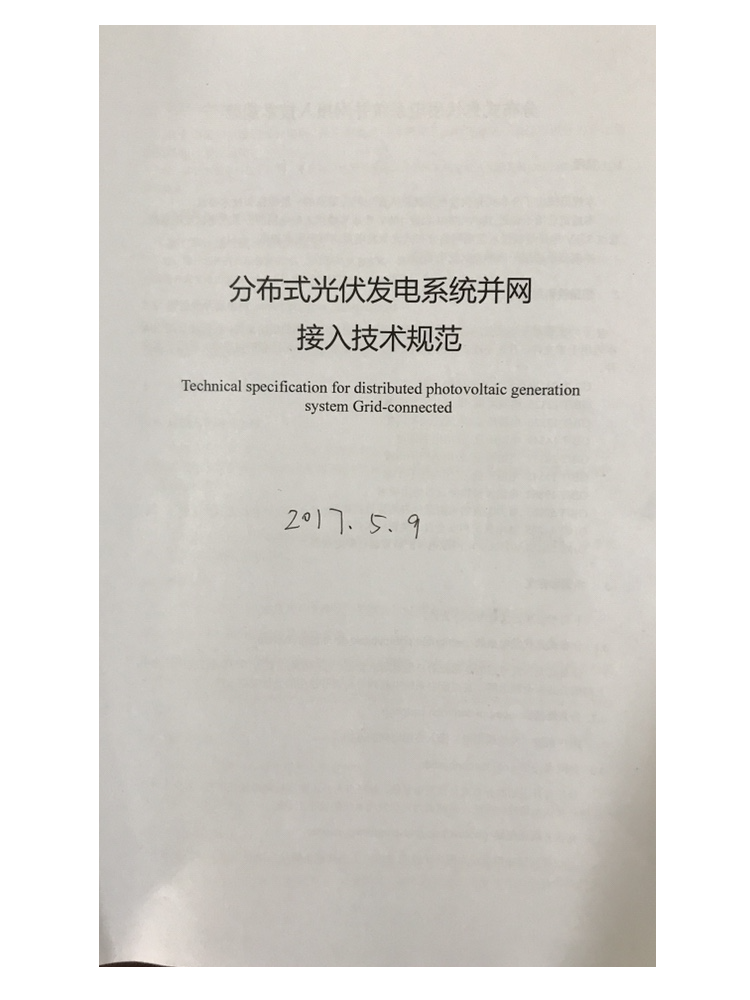 分布式光伏发电系统并网
接入技术规范
Technical specification for distributed photovoltaic generation
system Grid-connected
2017.5.9